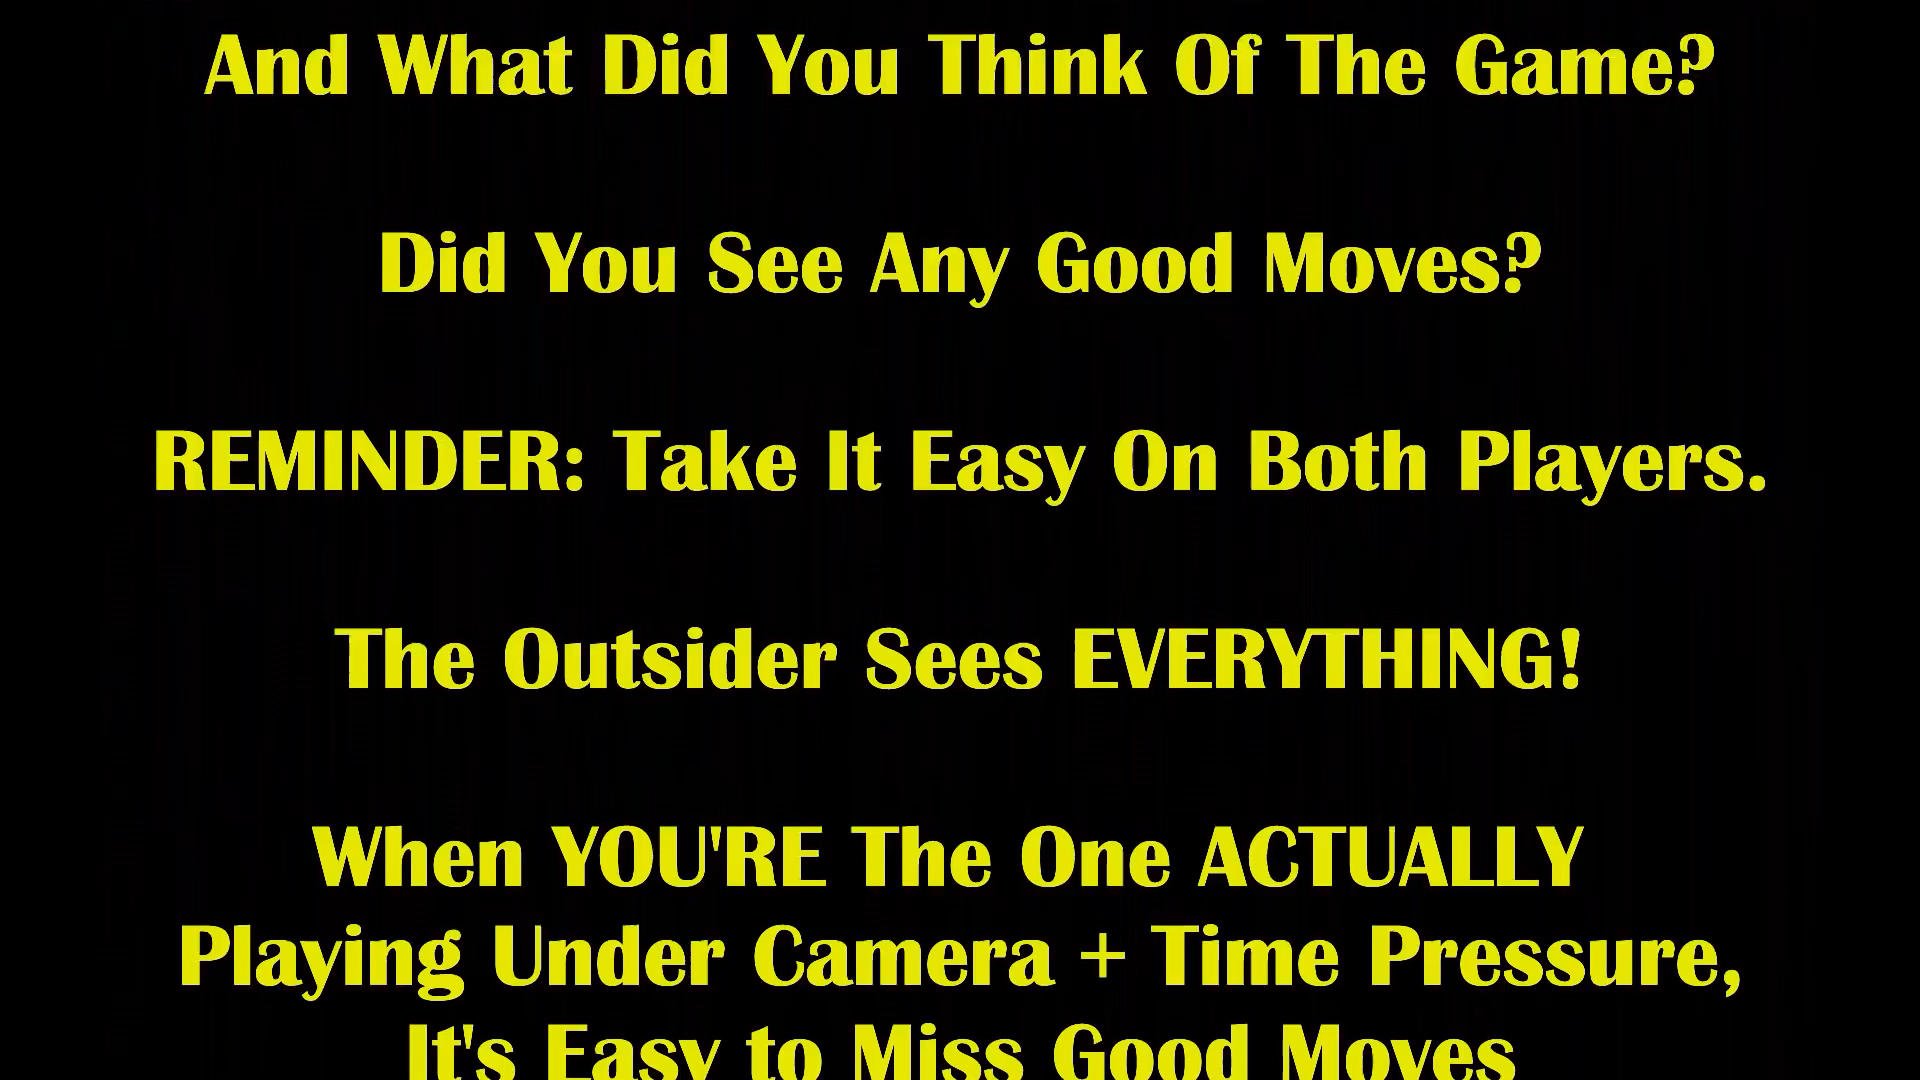 And What Did You Think Of The Game?
Did You See Any Good Moves?
REMINDER: Take It Easy On Both Players.
The Outsider Sees EVERYTHING!
When YOU'RE The One ACTUALLY
Playing Under Camera + Time Pressure,
It's Easy to Miss Good Moves